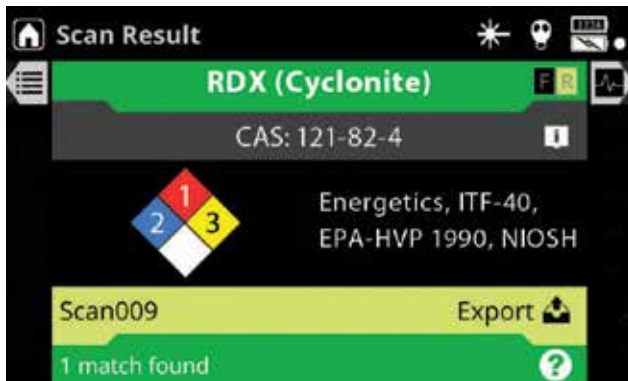 Scan Result
RDX (Cyclonite)
F R
CAS: 121-82-4
1
2 3
Energetics, ITF-40,
EPA-HVP 1990, NIOSH
Scan009
Export
1 match found
?